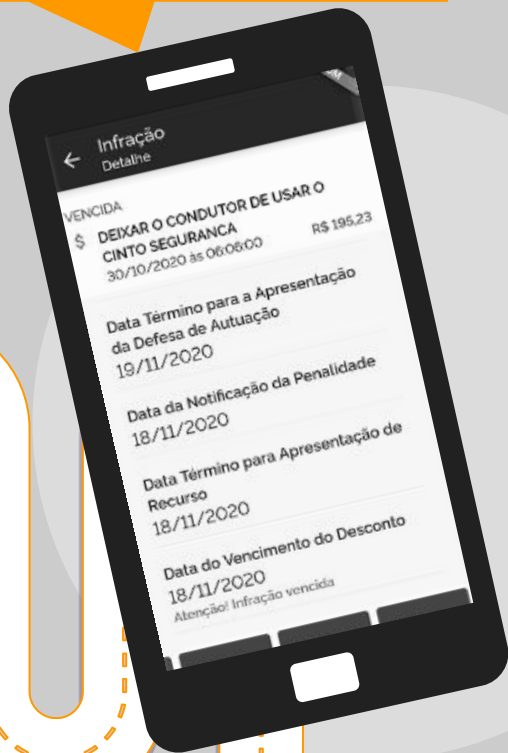 Infração
Detalhe
VENCIDA
$ DEIXAR O CONDUTOR DE USAR O
CINTO SEGURANCA
30/10/2020 às 06:06:00
R$ 195,23
Data Término para a Apresentação
da Defesa de Autuação
19/11/2020
Data da Notificação da Penalidade
18/11/2020
Data Término para Apresentação de
Recurso
18/11/2020
Data do Vencimento do Desconto
18/11/2020
Atenção! Infração vencida